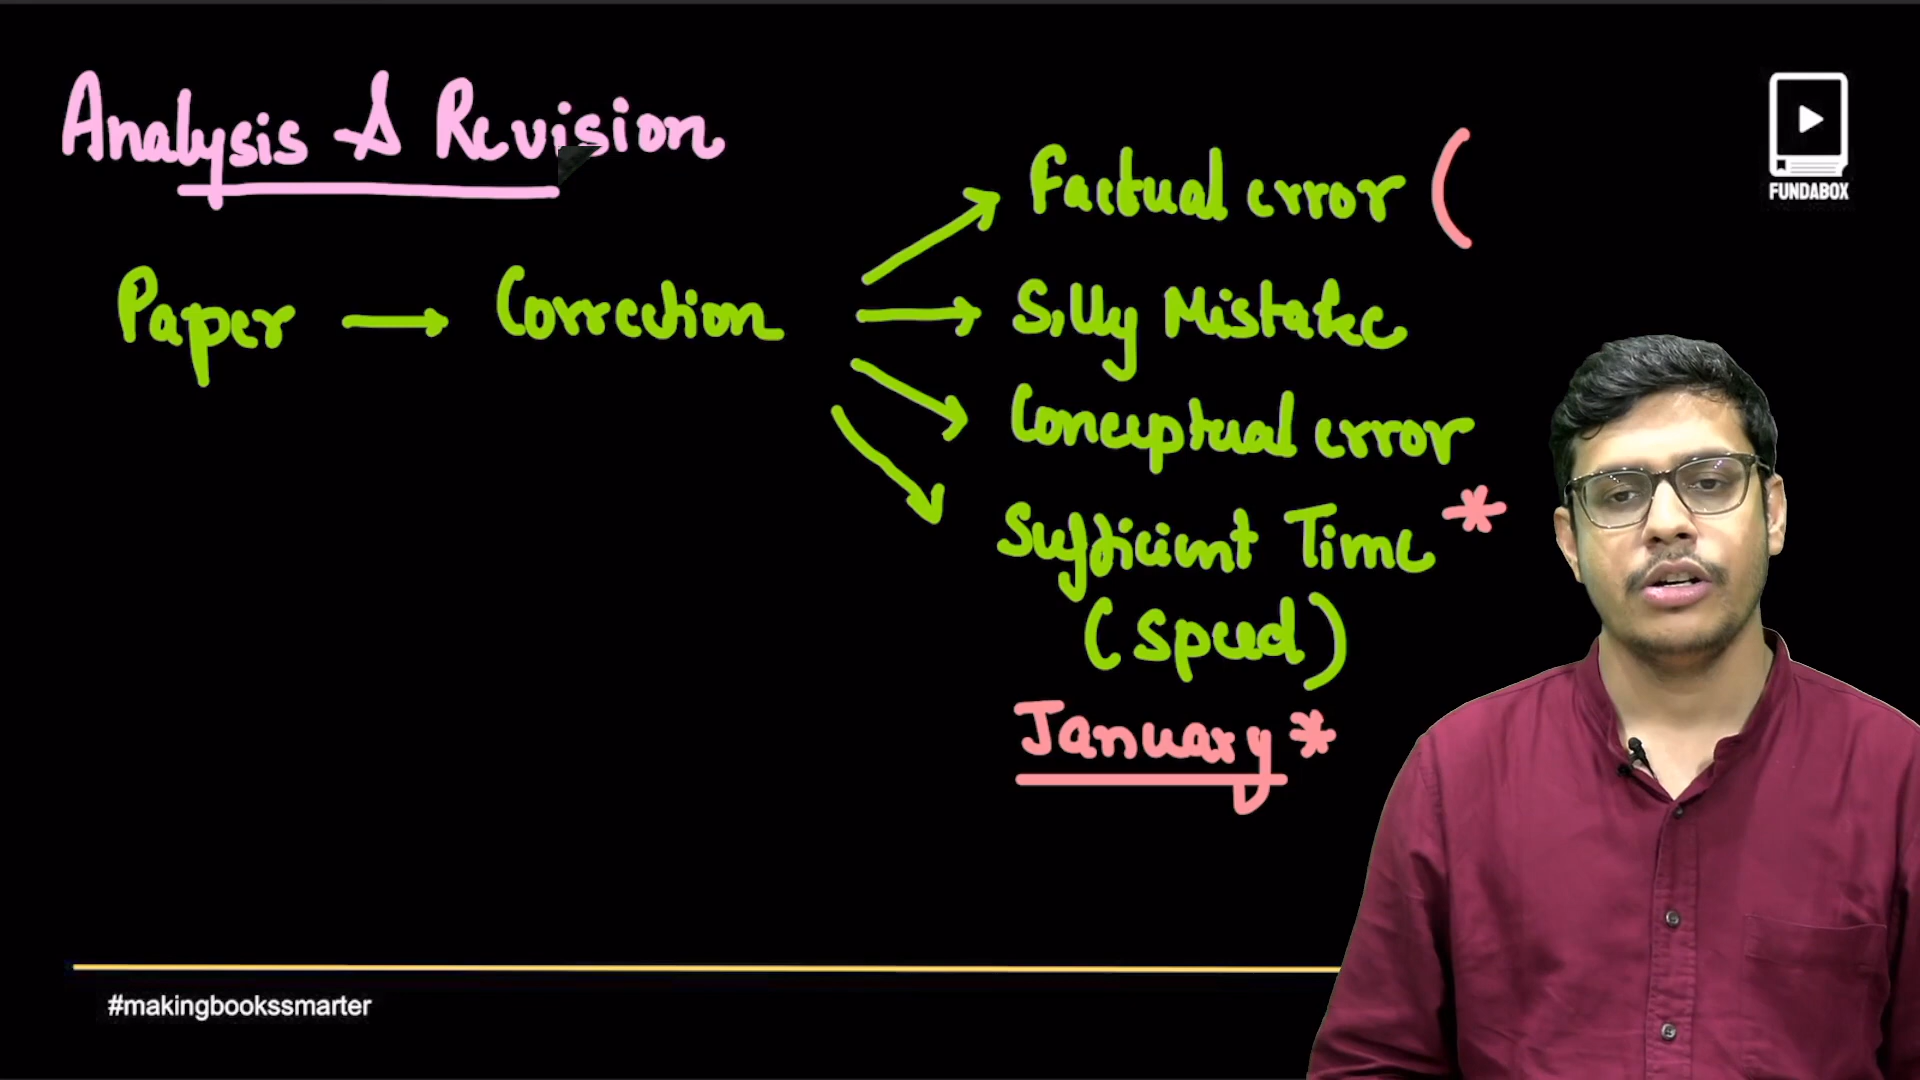 Analysis & Revision
FUNDABOX
Factual error (
Paper → Correction
Silly Mistake
Conceptual error
Sufficient Time *
(Speed)
January *
#makingbookssmarter